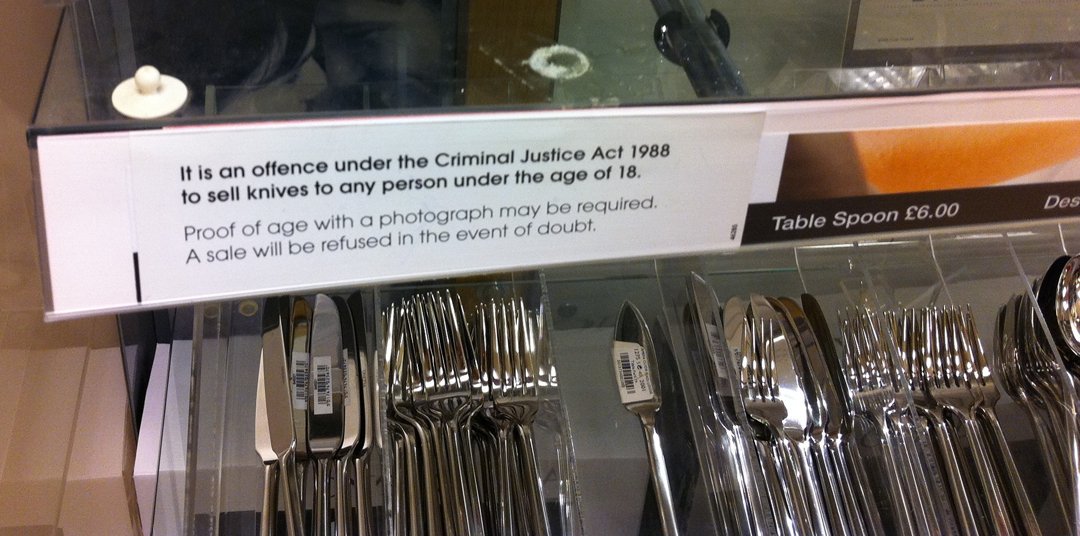 It is an offence under the Criminal Justice Act 1988
to sell knives to any person under the age of 18.
Proof of age with a photograph may be required.
A sale will be refused in the event of doubt.
Table Spoon £6.00
Des